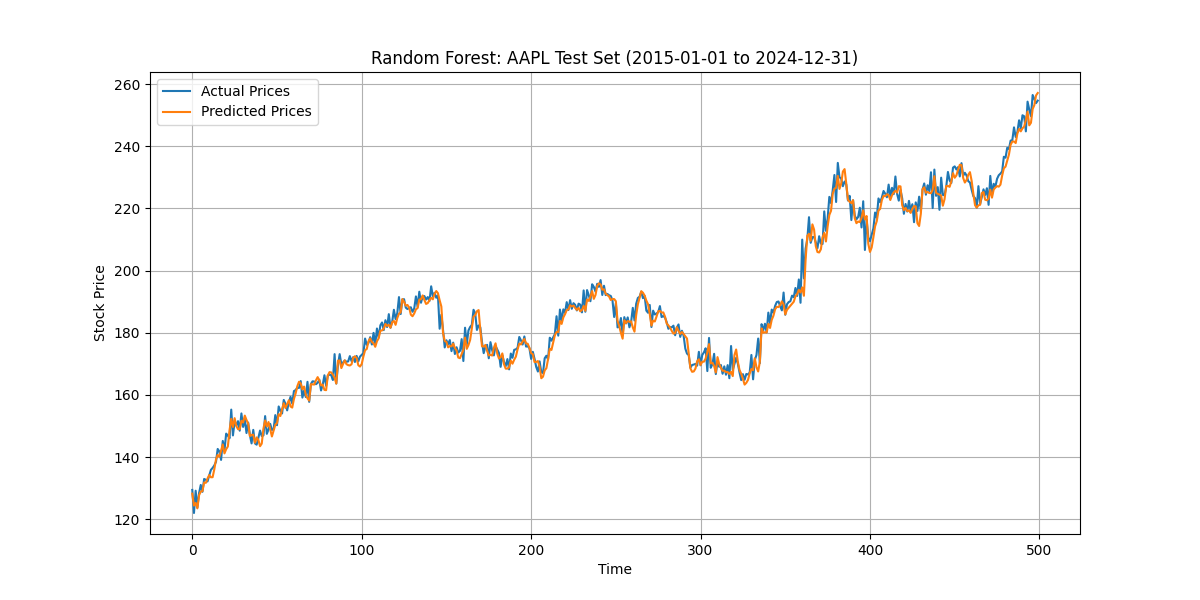 Random Forest: AAPL Test Set (2015-01-01 to 2024-12-31)
Actual Prices
Predicted Prices
260
240
220
200
180
160
140
120
Stock Price
0 100 200 300 400 500
Time